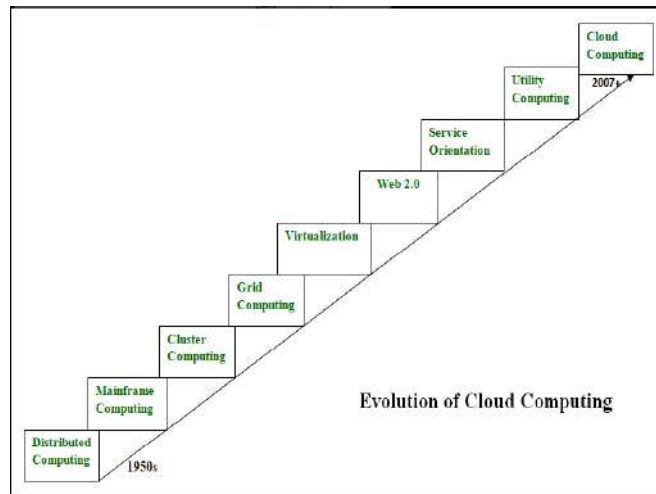 Cloud
Computing
2007s
Utility
Computing
Service
Orientation
Web 2.0
Virtualization
Grid
Computing
Cluster
Computing
Mainframe
Computing
Evolution of Cloud Computing
Distributed
Computing
1950s